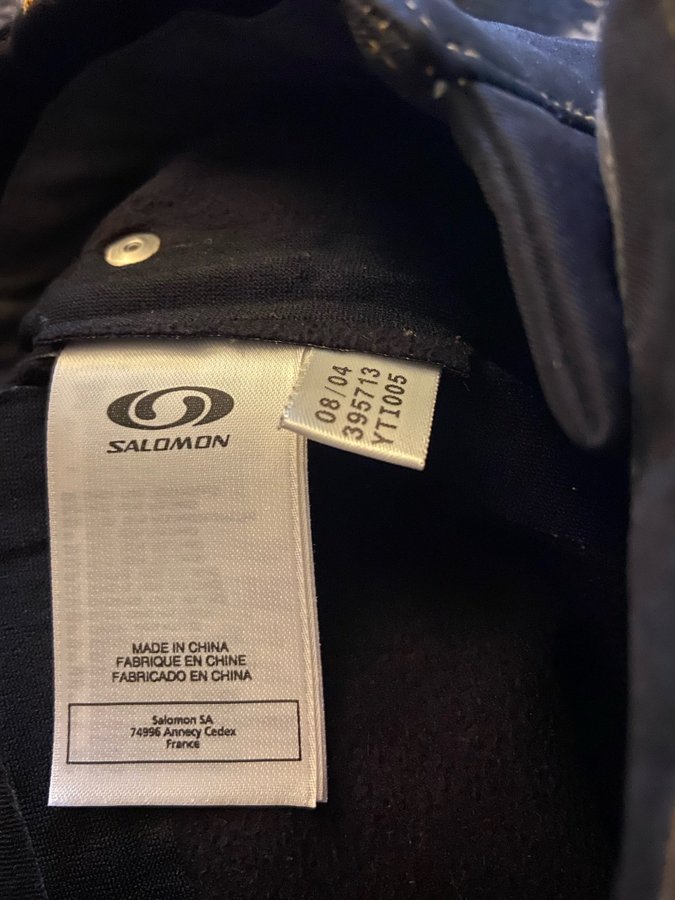 SALOMON
MADE IN CHINA
FABRIQUE EN CHINE
FABRICADO EN CHINA
Salomon SA
74996 Annecy Cedex
France
08/04
395713
YTI005